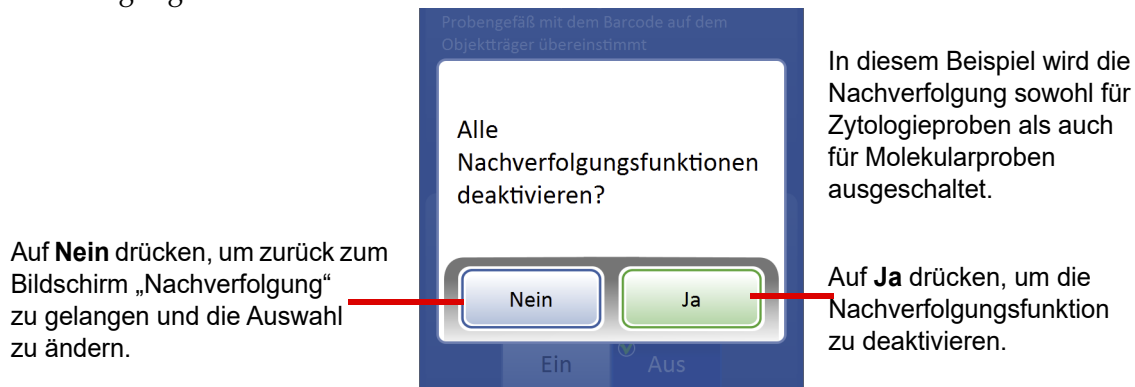 Probengefäß mit dem Barcode auf dem
Objektträger übereinstimmt
Alle
Nachverfolgungsfunktionen
deaktivieren?
Nein
Ja
Ein
Aus
In diesem Beispiel wird die
Nachverfolgung sowohl für
Zytologieproben als auch
für Molekularproben
ausgeschaltet.
Auf Nein drücken, um zurück zum
Bildschirm „Nachverfolgung“
zu gelangen und die Auswahl
zu ändern.
Auf Ja drücken, um die
Nachverfolgungsfunktion
zu deaktivieren.